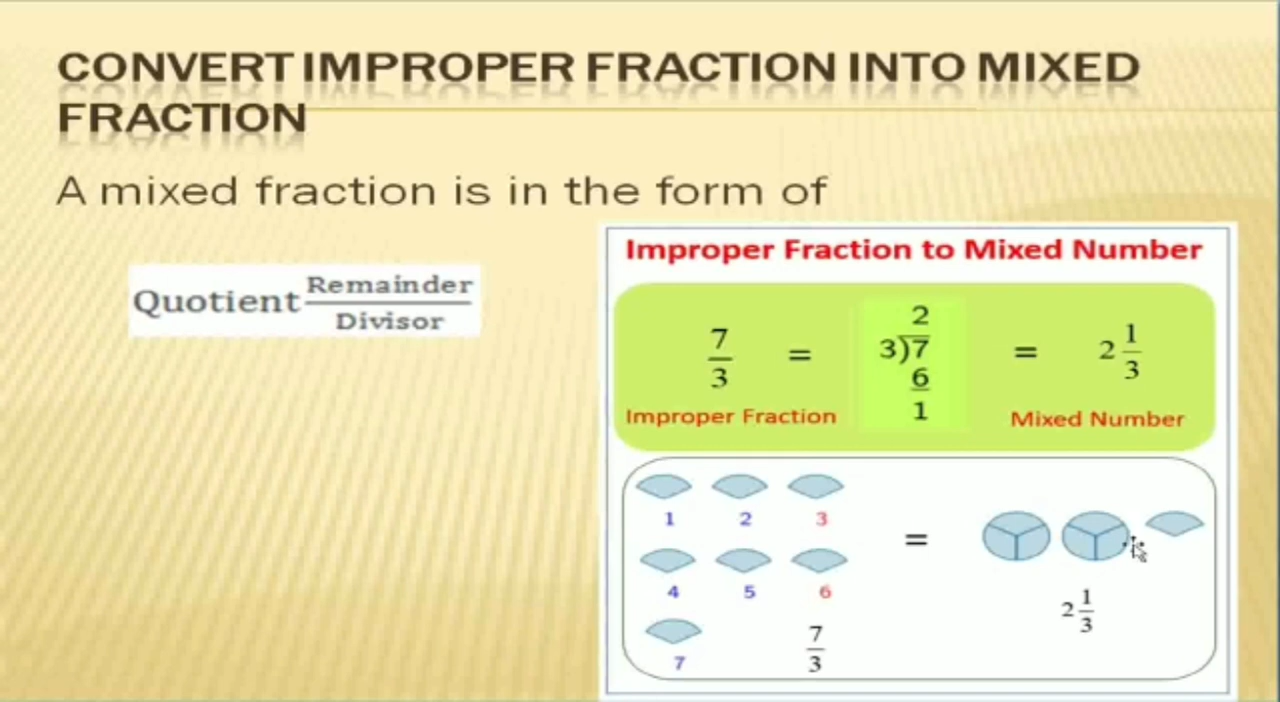 CONVERT IMPROPER FRACTION INTO MIXED
FRACTION
A mixed fraction is in the form of
Quotient Remainder/Divisor
Improper Fraction to Mixed Number
7/3 = 3)7 = 2 1/3
2
6
1
Improper Fraction
Mixed Number
1 2 3
4 5 6
7
7/3
=
2 1/3